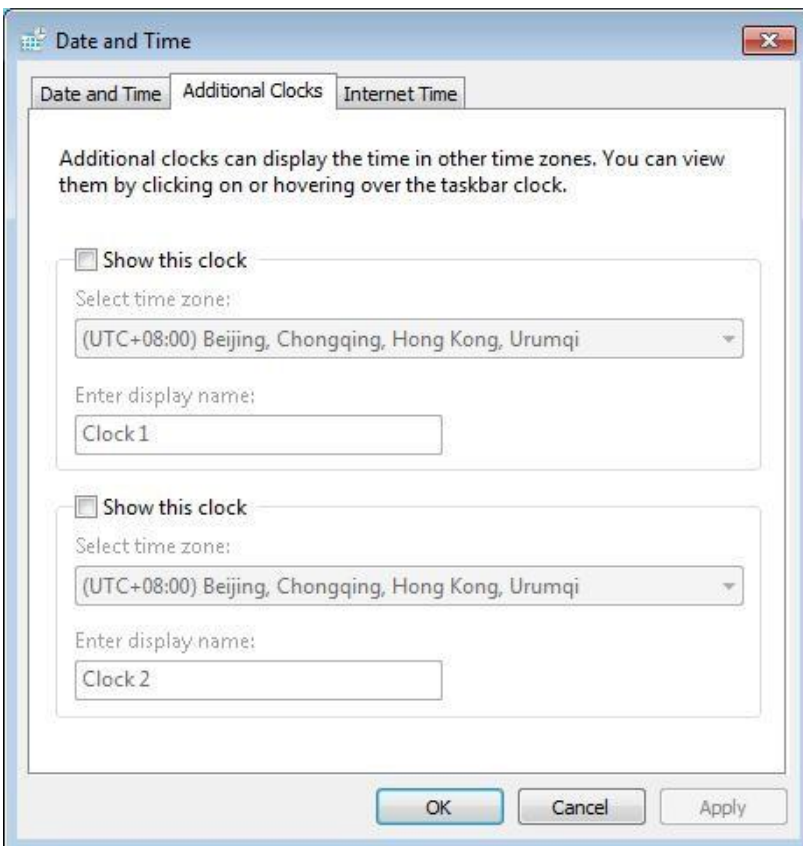 Date and Time
Date and Time
Additional Clocks
Internet Time
Additional clocks can display the time in other time zones. You can view
them by clicking on or hovering over the taskbar clock.
Show this clock
Select time zone:
(UTC+08:00) Beijing, Chongqing, Hong Kong, Urumqi
Enter display name:
Clock 1
Show this clock
Select time zone:
(UTC+08:00) Beijing, Chongqing, Hong Kong, Urumqi
Enter display name:
Clock 2
OK
Cancel
Apply